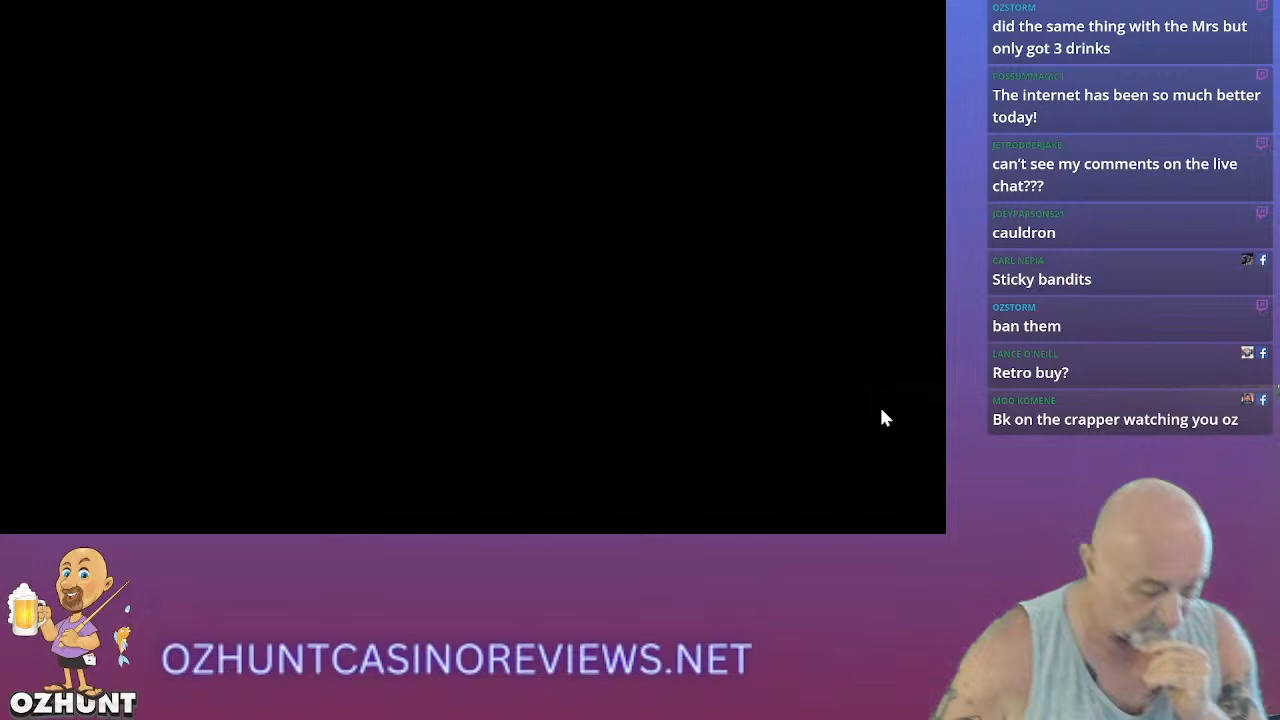 OZSTORM
did the same thing with the Mrs but
only got 3 drinks
POSSUMMAGIC1
The internet has been so much better
today!
JETRODDERJAKE
can't see my comments on the live
chat???
JOEYPARSONS21
cauldron
CARL NEPIA
Sticky bandits
OZSTORM
ban them
LANCE O'NEILL
Retro buy?
MOO KOMENE
Bk on the crapper watching you oz
OZHUNT
OZHUNTCASINOREVIEWS.NET